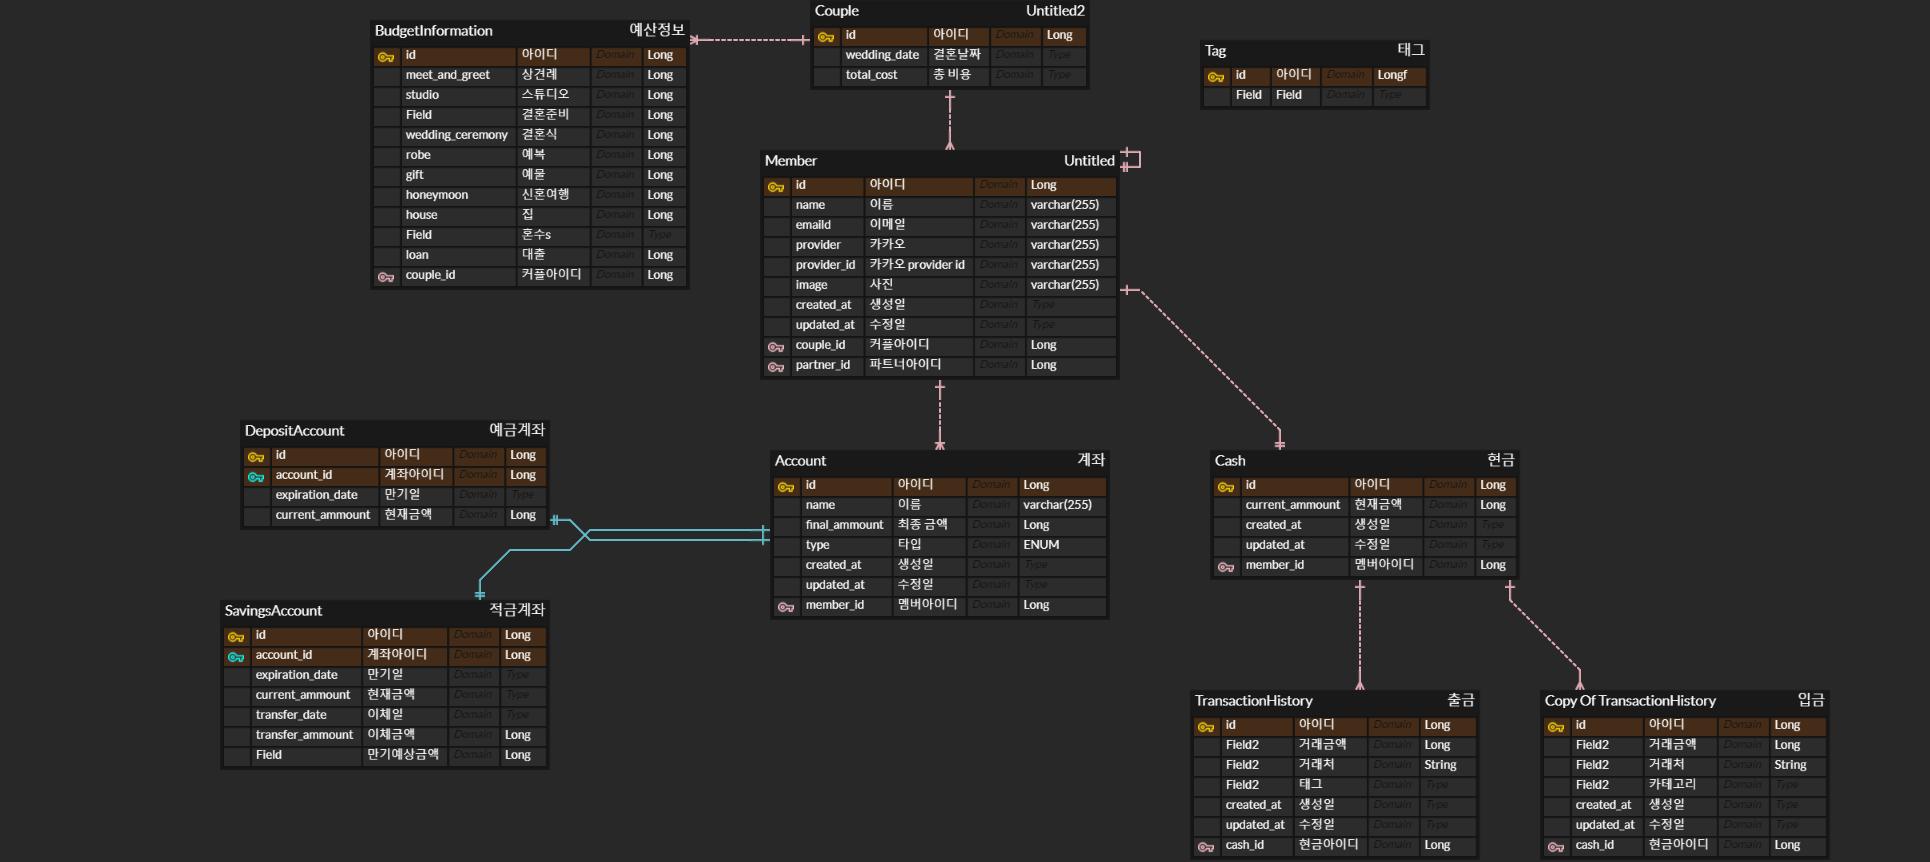 BudgetInformation 예산정보
id 아이디 Domain Long
meet_and_greet 상견례 Domain Long
studio 스튜디오 Domain Long
Field 결혼준비 Domain Long
wedding_ceremony 결혼식 Domain Long
robe 예복 Domain Long
gift 예물 Domain Long
honeymoon 신혼여행 Domain Long
house 집 Domain Long
Field 혼수s Domain Type
loan 대출 Domain Long
couple_id 커플아이디 Domain Long
Couple Untitled2
id 아이디 Domain Long
wedding_date 결혼날짜 Domain Type
total_cost 총 비용 Domain Type
Tag 태그
id 아이디 Domain Longf
Field Field Domain Type
Member Untitled
id 아이디 Domain Long
name 이름 Domain varchar(255)
emaild 이메일 Domain varchar(255)
provider 카카오 Domain varchar(255)
provider_id 카카오 provider id Domain varchar(255)
image 사진 Domain varchar(255)
created_at 생성일 Domain Type
updated_at 수정일 Domain Type
couple_id 커플아이디 Domain Long
partner_id 파트너아이디 Domain Long
DepositAccount 예금계좌
id 아이디 Domain Long
account_id 계좌아이디 Domain Long
expiration_date 만기일 Domain Type
current_ammount 현재금액 Domain Long
Account 계좌
id 아이디 Domain Long
name 이름 Domain varchar(255)
final_ammount 최종 금액 Domain Long
type 타입 Domain ENUM
created_at 생성일 Domain Type
updated_at 수정일 Domain Type
member_id 멤버아이디 Domain Long
Cash 현금
id 아이디 Domain Long
current_ammount 현재금액 Domain Long
created_at 생성일 Domain Type
updated_at 수정일 Domain Type
member_id 멤버아이디 Domain Long
SavingsAccount 적금계좌
id 아이디 Domain Long
account_id 계좌아이디 Domain Long
expiration_date 만기일 Domain Type
current_ammount 현재금액 Domain Type
transfer_date 이체일 Domain Type
transfer_ammount 이체금액 Domain Long
Field 만기예상금액 Domain Long
TransactionHistory 출금
id 아이디 Domain Long
Field2 거래금액 Domain Long
Field2 거래처 Domain String
Field2 태그 Domain Type
created_at 생성일 Domain Type
updated_at 수정일 Domain Type
cash_id 현금아이디 Domain Long
Copy Of TransactionHistory 입금
id 아이디 Domain Long
Field2 거래금액 Domain Long
Field2 거래처 Domain String
Field2 카테고리 Domain Type
created_at 생성일 Domain Type
updated_at 수정일 Domain Type
cash_id 현금아이디 Domain Long